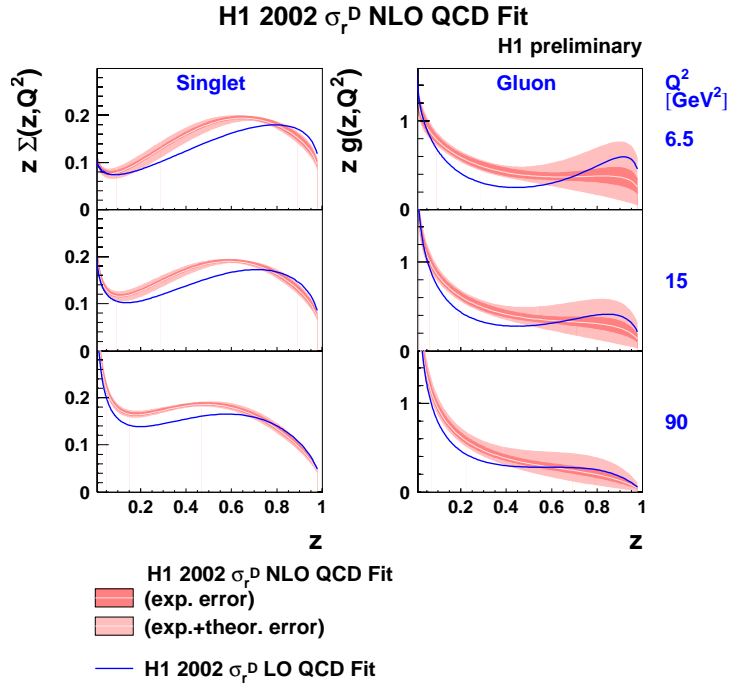 H1 2002 σ_r^D NLO QCD Fit
H1 preliminary
z Σ(z,Q²)
Singlet
z g(z,Q²)
Gluon
Q²
[GeV²]
0.2
0.1
0
1
0
6.5
0.2
0.1
0
1
0
15
0.2
0.1
0
1
0
90
0.2 0.4 0.6 0.8 1
0.2 0.4 0.6 0.8 1
z
z
H1 2002 σ_r^D NLO QCD Fit
(exp. error)
(exp.+theor. error)
H1 2002 σ_r^D LO QCD Fit